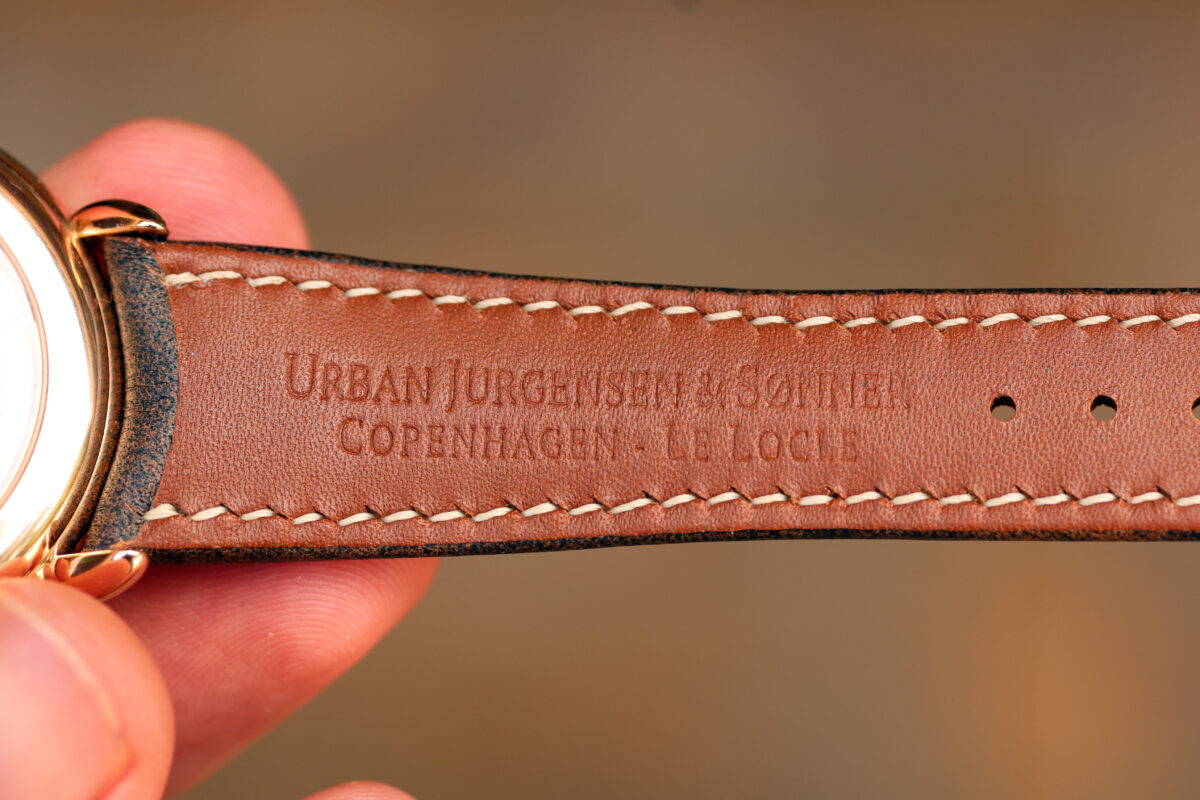 Urban Jurgensen & Sønner
Copenhagen - Le Locle